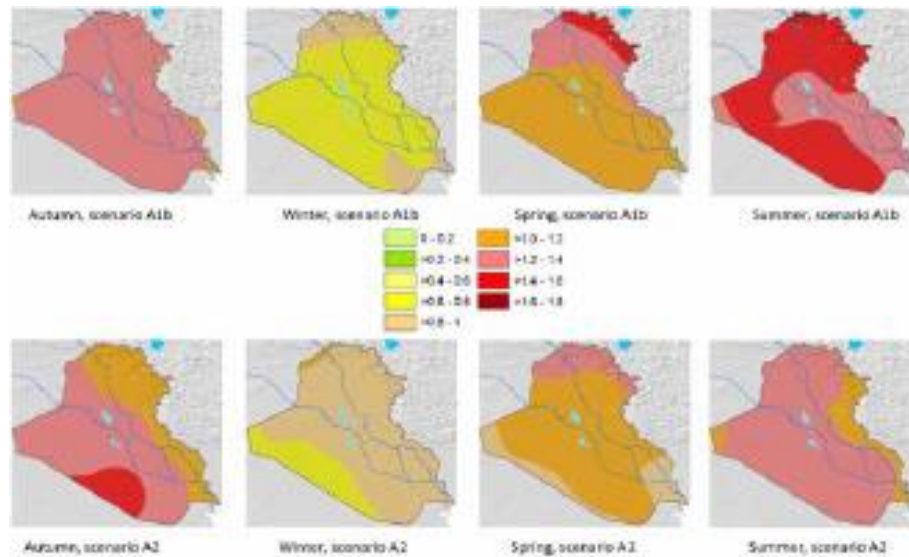 Autumn, scenario A1b
Winter, scenario A1b
Spring, scenario A1b
Summer, scenario A1b
0 - 0.2
>0.2 - 0.4
>0.4 - 0.6
>0.6 - 0.8
>0.8 - 1
>1.0 - 1.2
>1.2 - 1.4
>1.4 - 1.6
>1.6 - 1.8
Autumn, scenario A2
Winter, scenario A2
Spring, scenario A2
Summer, scenario A2